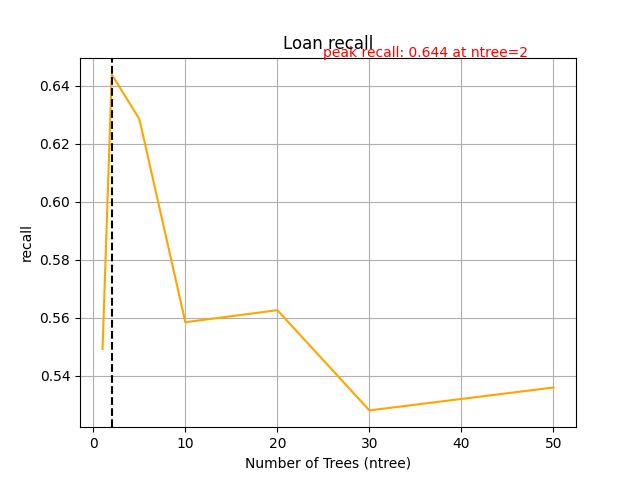 Loan recall
peak recall: 0.644 at ntree=2
0.64
0.62
0.60
0.58
0.56
0.54
recall
0 10 20 30 40 50
Number of Trees (ntree)